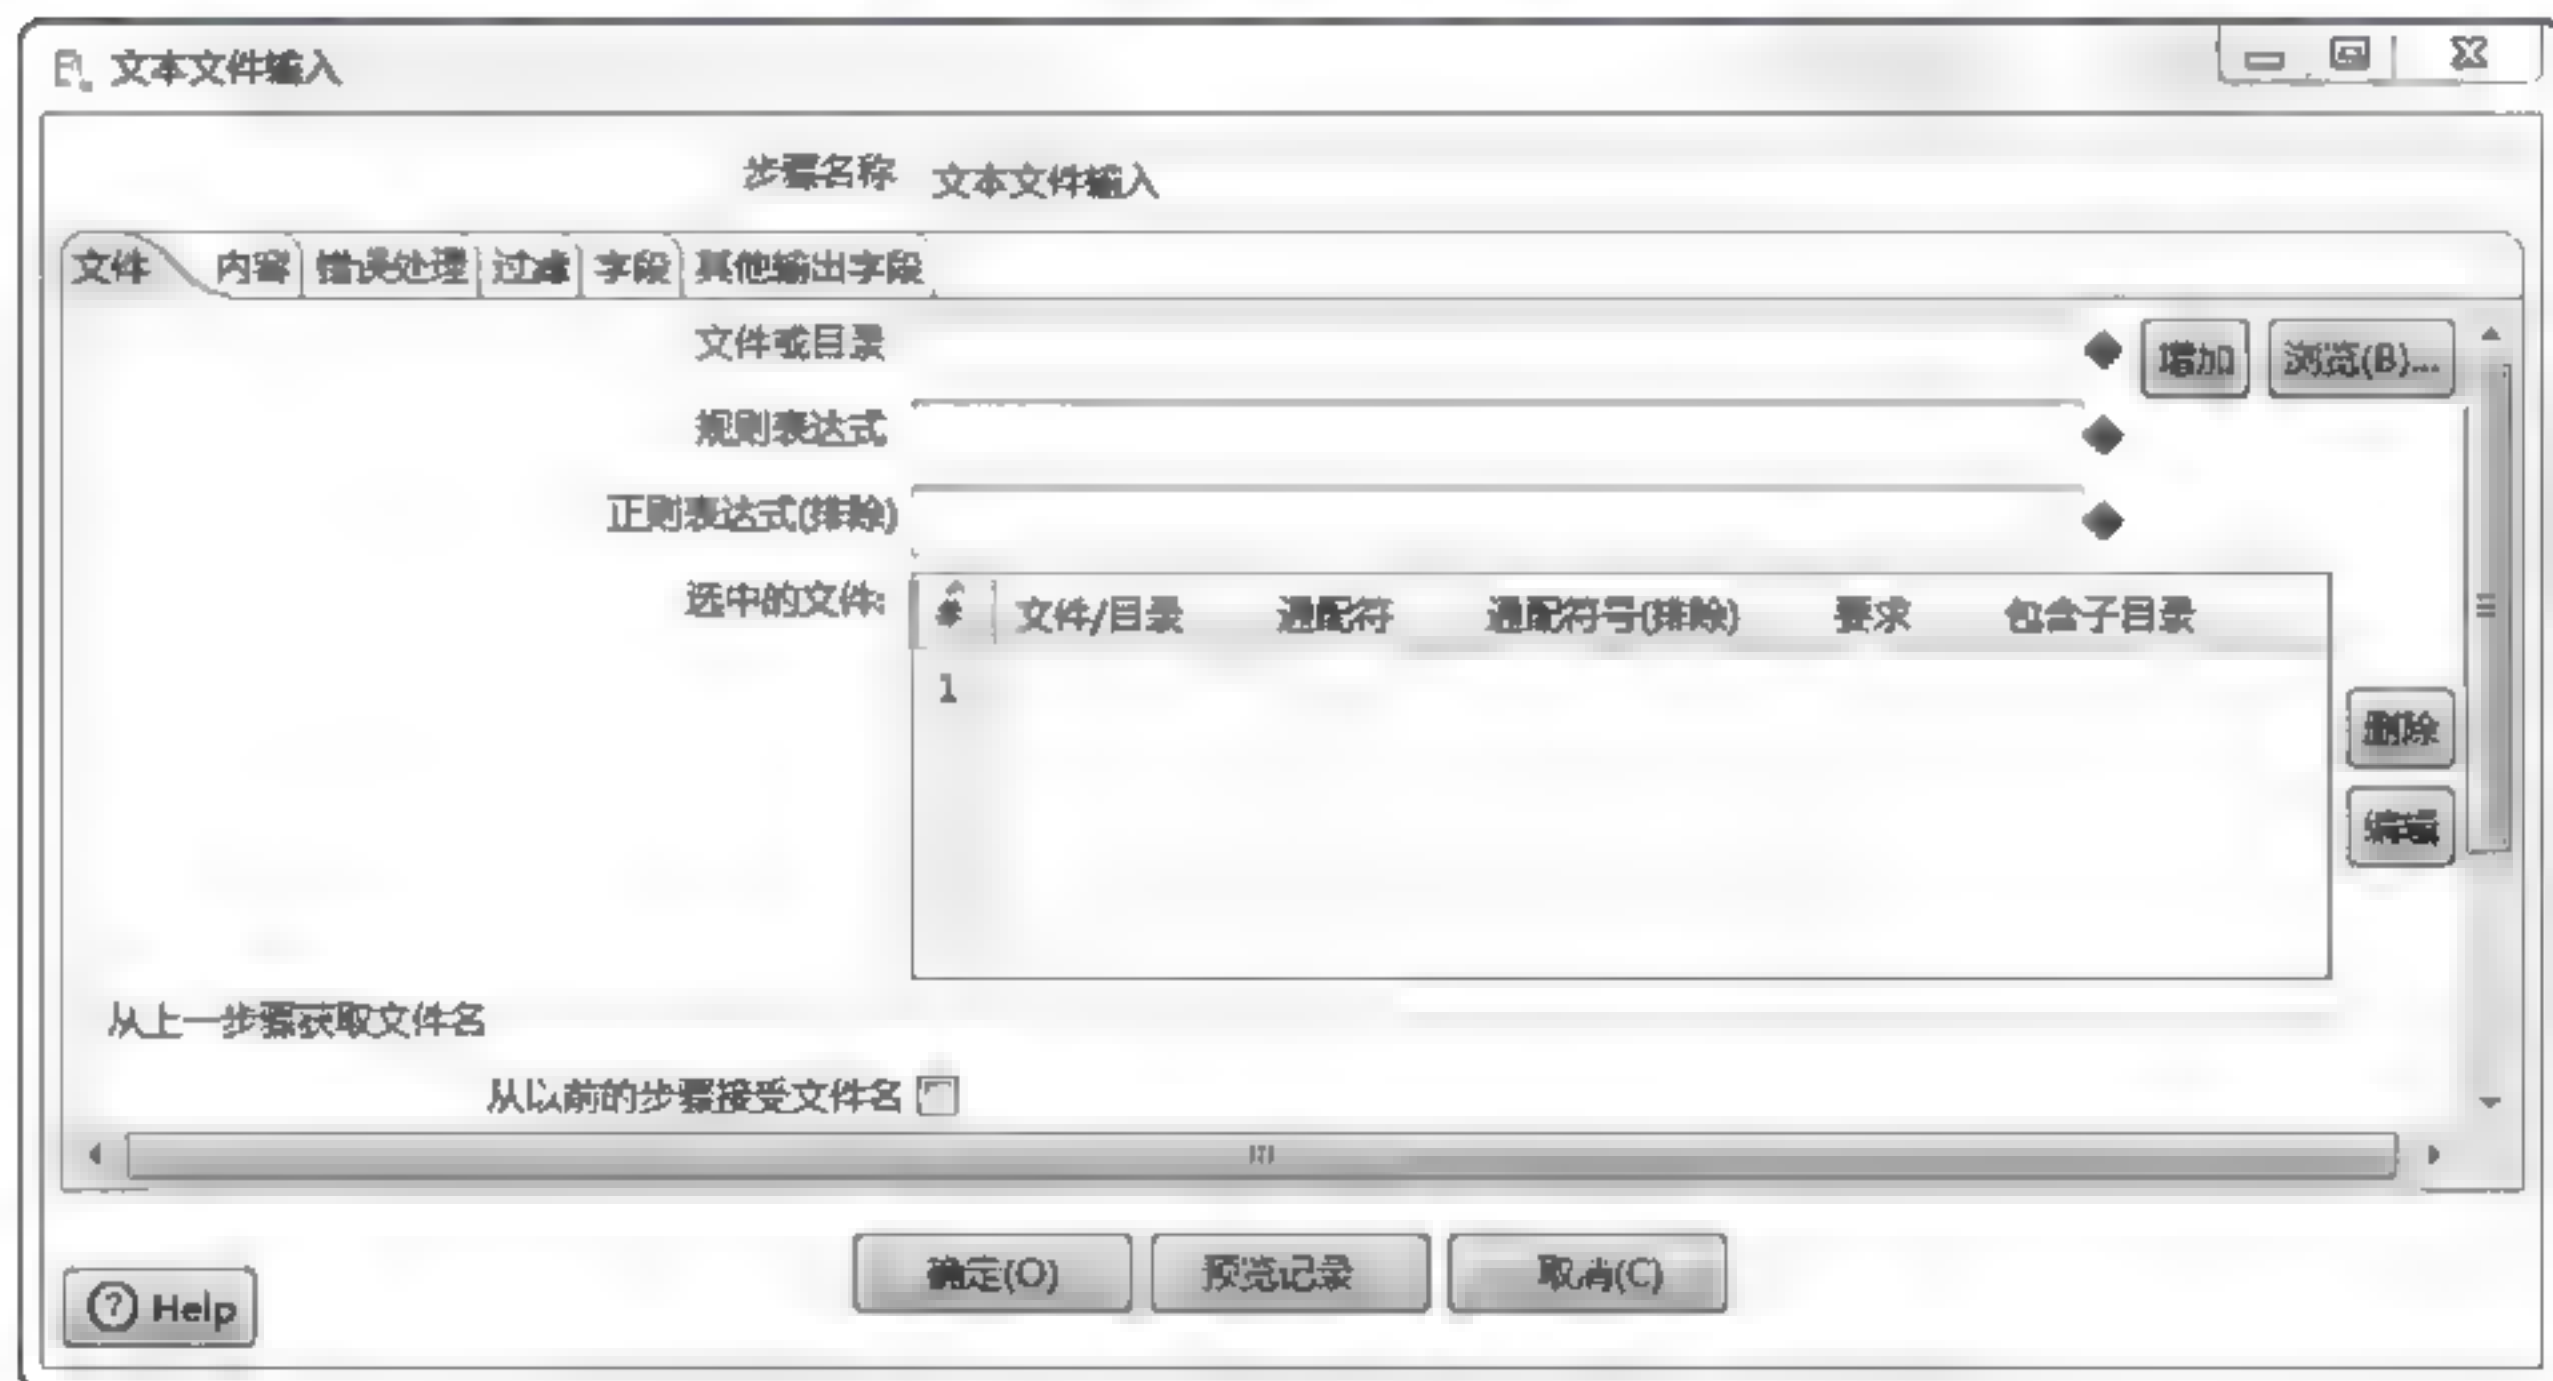 文本文件输入
步骤名称 文本文件输入
文件 内容 错误处理 过滤 字段 其他输出字段
文件或目录 增加 浏览(B)...
规则表达式
正则表达式(排除)
选中的文件: # 文件/目录 通配符 通配符号(排除) 要求 包含子目录
1
删除
编辑
从上一步骤获取文件名
从以前的步骤接受文件名
确定(O) 预览记录 取消(C)
Help